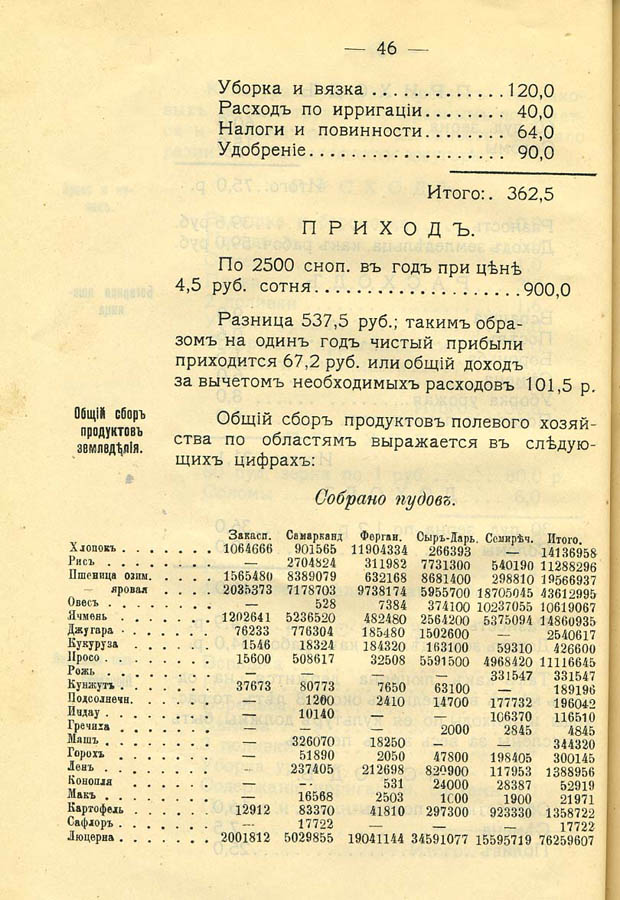 — 46 —
Уборка и вязка . . . . . . . . . . . . . . 120,0
Расходъ по ирригаціи . . . . . . . . 40,0
Налоги и повинности . . . . . . . . 64,0
Удобреніе . . . . . . . . . . . . . . . . . . . . 90,0
Итого:. 362,5
ПРИХОДЪ.
По 2500 сноп. въ годъ при цѣнѣ
4,5 руб. сотня . . . . . . . . . . . . . . . . . . . . . 900,0
Разница 537,5 руб.; такимъ обра-
зомъ на одинъ годъ чистый прибыли
приходится 67,2 руб. или общій доходъ
за вычетомъ необходимыхъ расходовъ 101,5 р.
Общій сборъ
продуктовъ
земледѣлія.
Общій сборъ продуктовъ полевого хозяй-
ства по областямъ выражается въ слѣдую-
щихъ цифрахъ:
Собрано пудовъ.
Закасп. Самарканд Ферган. Сыръ-Дарь. Семирѣч. Итого.
Хлопокъ . . . . . . 1064666 901565 11904334 266393 — 14136958
Рисъ . . . . . . . — 2704824 311982 7731300 540190 11288296
Пшеница озим. . . . . 1565480 8389079 632168 8681400 298810 19566937
— яровая . . . . 2035373 7178703 9738174 5955700 18705045 43612995
Овесъ . . . . . . . — 528 7384 374100 10237055 10619067
Ячмень . . . . . . . 1202641 5236520 482480 2564200 5375094 14860935
Джугара . . . . . . 76233 776304 185480 1502600 — 2540617
Кукуруза . . . . . . 1546 18324 184320 163100 59310 426600
Просо . . . . . . . 15600 508617 32508 5591500 4968420 11116645
Рожь . . . . . . . — — — — 331547 331547
Кунжутъ . . . . . . 37673 80773 7650 63100 — 189196
Подсолнечн. . . . . . — 1200 2410 14700 177732 196042
Индау . . . . . . . — 10140 — — 106370 116510
Гречиха . . . . . . — — — 2000 2845 4845
Машъ . . . . . . . — 326070 18250 — — 344320
Горохъ . . . . . . . — 51890 2050 47800 198405 300145
Ленъ . . . . . . . — 237405 212698 820900 117953 1388956
Конопля . . . . . . — — 531 24000 28387 52919
Макъ . . . . . . . — 16568 2503 1000 1900 21971
Картофель . . . . . . 12912 83370 41810 297300 923330 1358722
Сафлоръ . . . . . . — 17722 — — — 17722
Люцерна . . . . . . 2001812 5029855 19041144 34591077 15595719 76259607